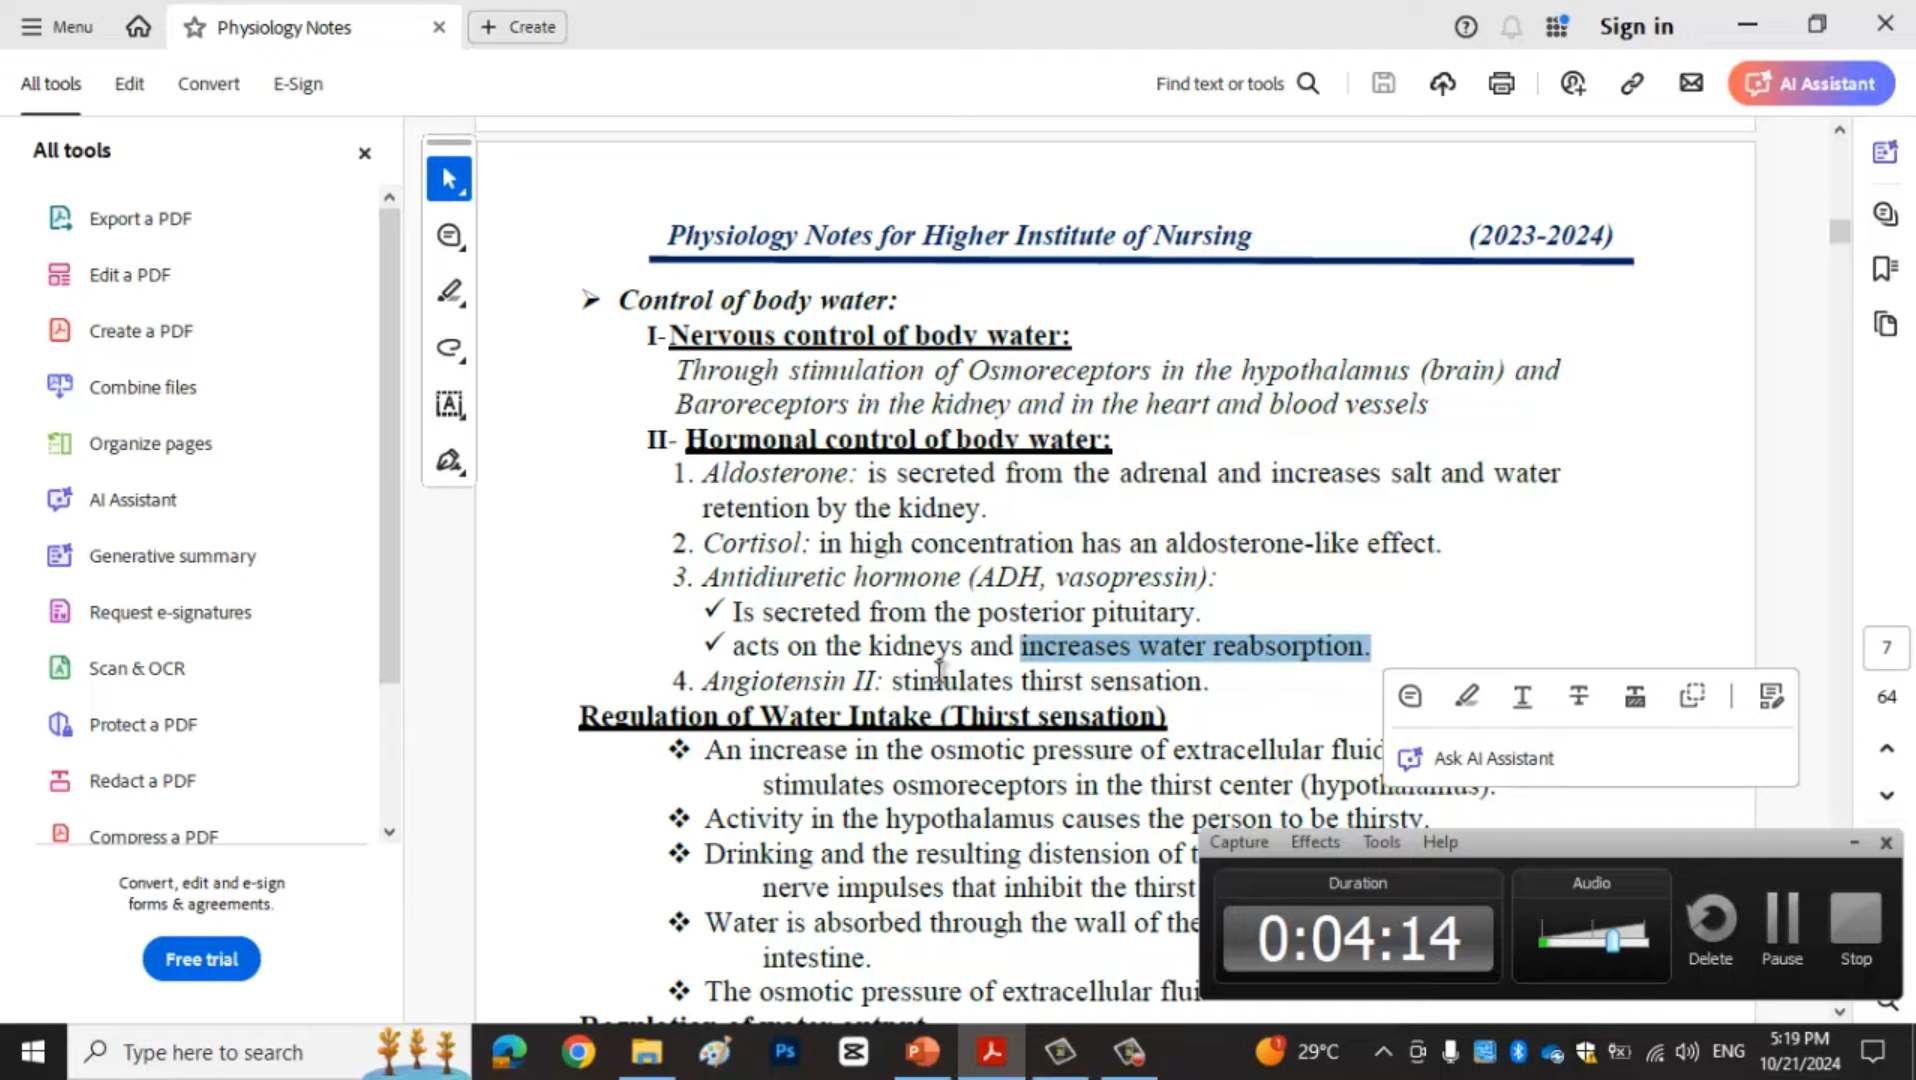 Menu
Physiology Notes
Create
Sign in
All tools
Edit
Convert
E-Sign
Find text or tools
AI Assistant
All tools
Export a PDF
Edit a PDF
Create a PDF
Combine files
Organize pages
AI Assistant
Generative summary
Request e-signatures
Scan & OCR
Protect a PDF
Redact a PDF
Compress a PDF
Convert, edit and e-sign
forms & agreements.
Free trial
Physiology Notes for Higher Institute of Nursing (2023-2024)
➤ Control of body water:
I- Nervous control of body water:
Through stimulation of Osmoreceptors in the hypothalamus (brain) and
Baroreceptors in the kidney and in the heart and blood vessels
II- Hormonal control of body water:
1. Aldosterone: is secreted from the adrenal and increases salt and water
retention by the kidney.
2. Cortisol: in high concentration has an aldosterone-like effect.
3. Antidiuretic hormone (ADH, vasopressin):
✓ Is secreted from the posterior pituitary.
✓ acts on the kidneys and increases water reabsorption.
4. Angiotensin II: stimulates thirst sensation.
Regulation of Water Intake (Thirst sensation)
❖ An increase in the osmotic pressure of extracellular fluid
stimulates osmoreceptors in the thirst center (hypothalamus).
❖ Activity in the hypothalamus causes the person to be thirsty.
❖ Drinking and the resulting distension of
nerve impulses that inhibit the thirst
❖ Water is absorbed through the wall of the
intestine.
❖ The osmotic pressure of extracellular
Regulation of water output
Ask AI Assistant
7
64
Capture Effects Tools Help
Duration
0:04:14
Audio
Delete
Pause
Stop
Type here to search
Ps
29°C
ENG
5:19 PM
10/21/2024